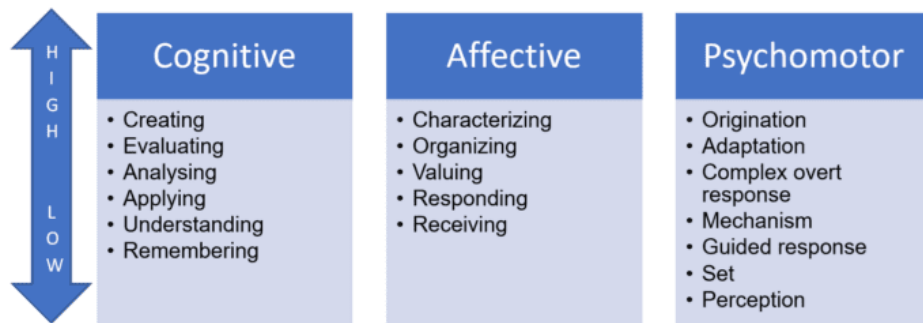 HIGH LOW
Cognitive
• Creating
• Evaluating
• Analysing
• Applying
• Understanding
• Remembering
Affective
• Characterizing
• Organizing
• Valuing
• Responding
• Receiving
Psychomotor
• Origination
• Adaptation
• Complex overt
response
• Mechanism
• Guided response
• Set
• Perception